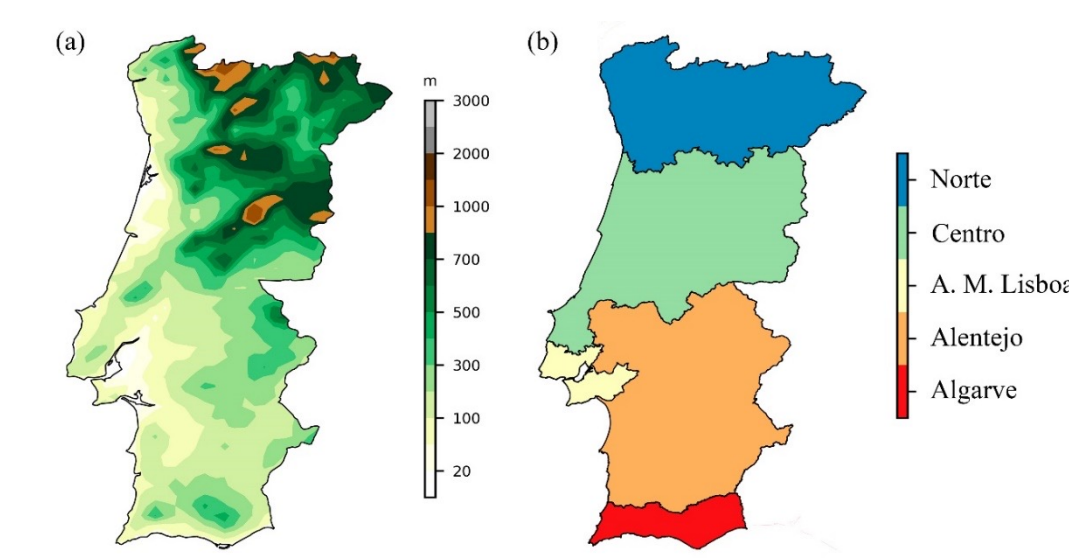 (a)
m
3000
2000
1000
700
500
300
100
20
(b)
Norte
Centro
A. M. Lisboa
Alentejo
Algarve